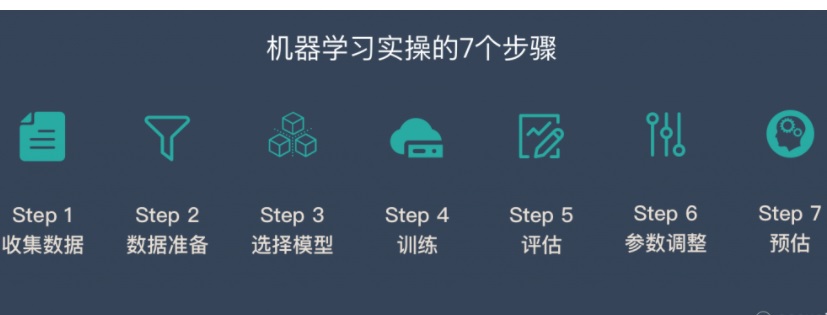 机器学习实操的7个步骤
Step 1
收集数据
Step 2
数据准备
Step 3
选择模型
Step 4
训练
Step 5
评估
Step 6
参数调整
Step 7
预估